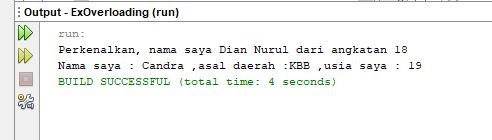 Output - ExOverloading (run)
run:
Perkenalkan, nama saya Dian Nurul dari angkatan 18
Nama saya : Candra ,asal daerah :KBB ,usia saya : 19
BUILD SUCCESSFUL (total time: 4 seconds)